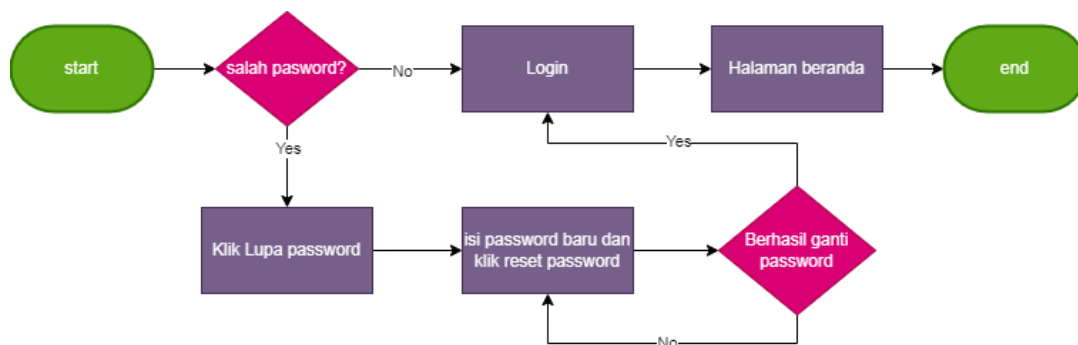 start
salah pasword?
No
Login
Halaman beranda
end
Yes
Yes
Klik Lupa password
isi password baru dan
klik reset password
Berhasil ganti
password
No